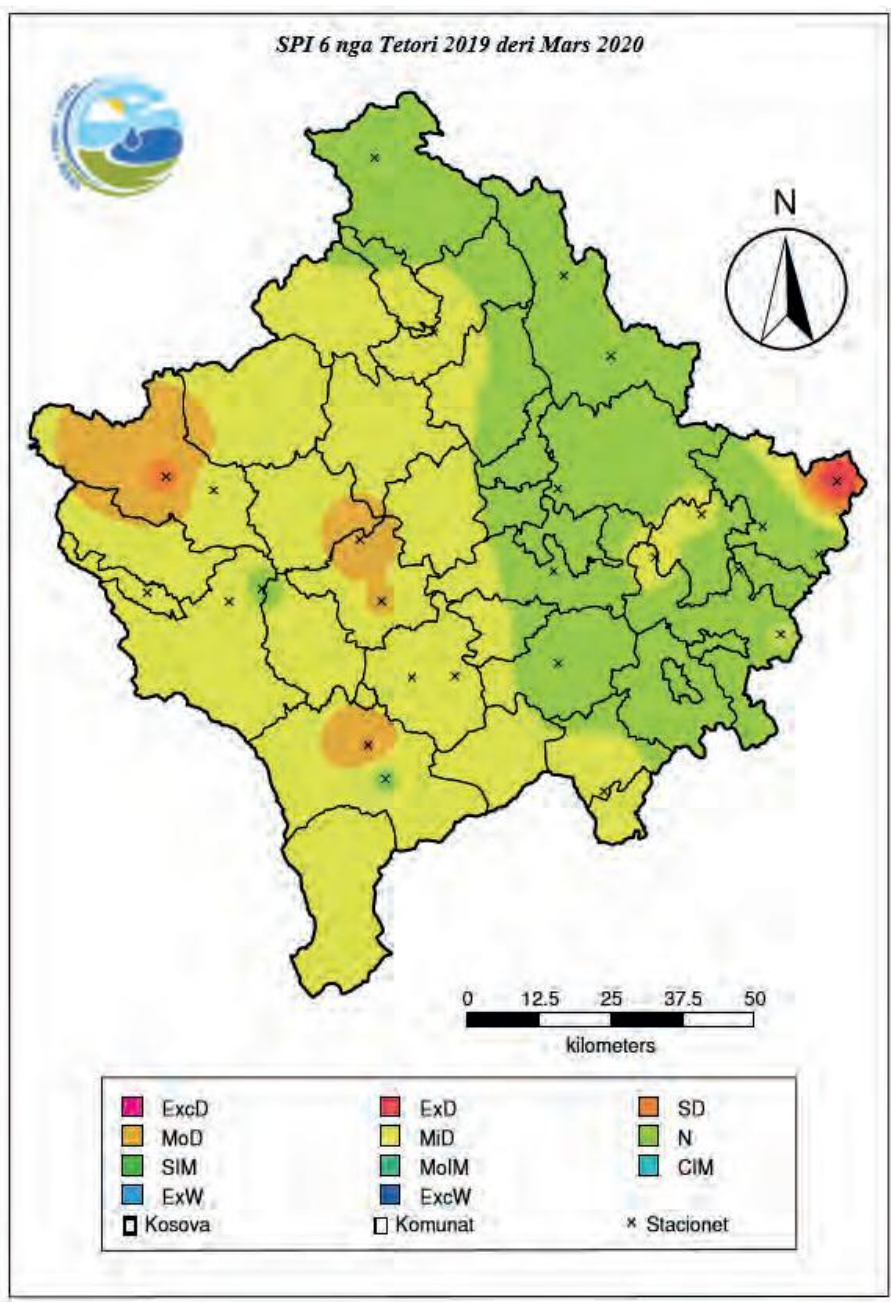 SPI 6 nga Tetori 2019 deri Mars 2020
N
0 12.5 25 37.5 50
kilometers
ExcD ExD SD
MoD MiD N
SIM MoIM CIM
ExW ExcW
Kosova Komunat Stacionet